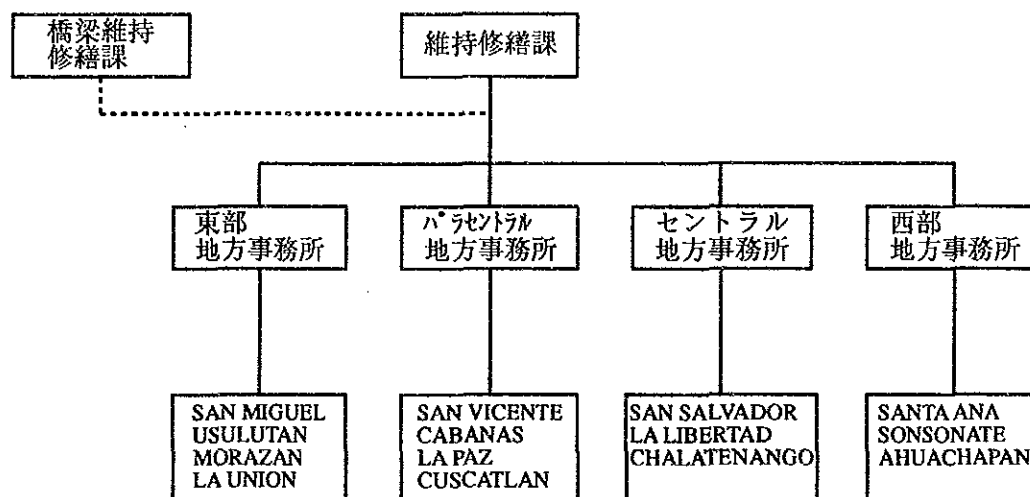 橋梁維持
修繕課
維持修繕課
東部
地方事務所
パラセントラル
地方事務所
セントラル
地方事務所
西部
地方事務所
SAN MIGUEL
USULUTAN
MORAZAN
LA UNION
SAN VICENTE
CABANAS
LA PAZ
CUSCATLAN
SAN SALVADOR
LA LIBERTAD
CHALATENANGO
SANTA ANA
SONSONATE
AHUACHAPAN